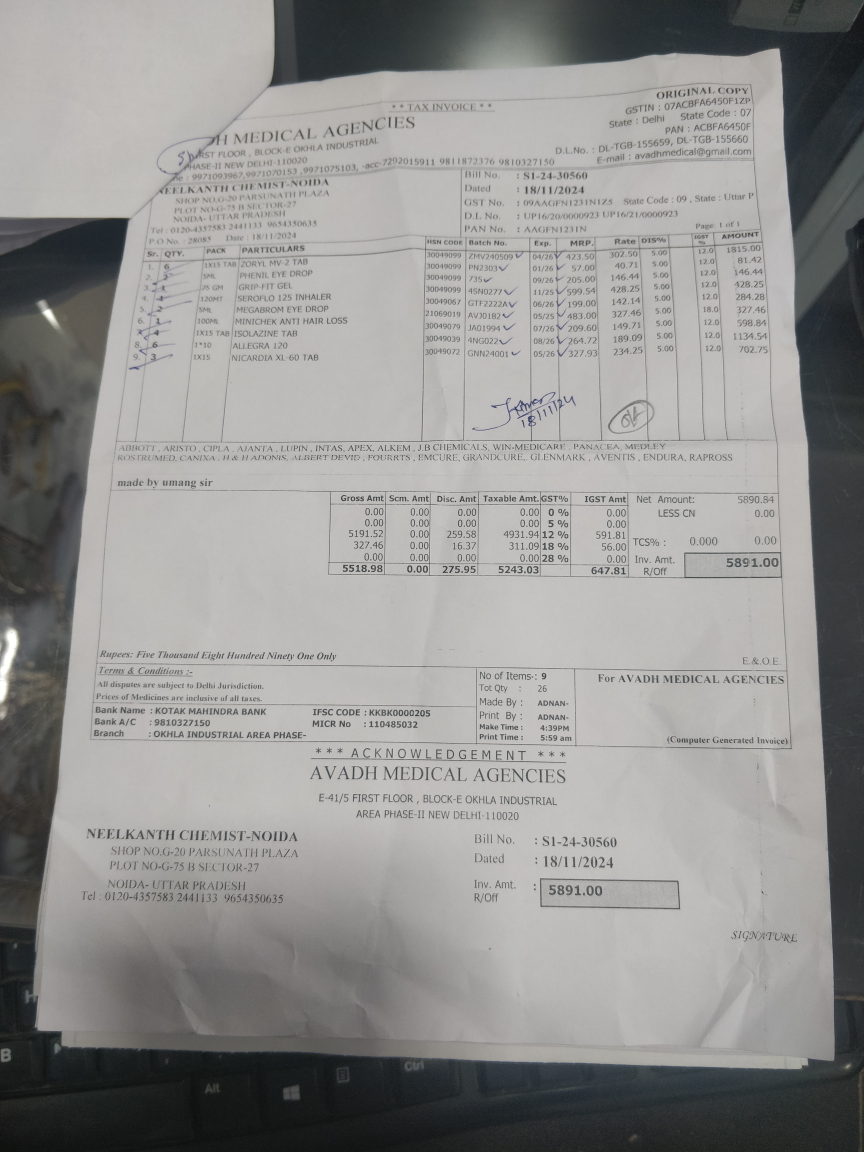 * * TAX INVOICE * *
ORIGINAL COPY
GSTIN : 07ACBFA6450F1ZP
State : Delhi State Code : 07
PAN : ACBFA6450F
D.L.No. : DL-TGB-155659, DL-TGB-155660
E-mail : avadhmedical@gmail.com
H MEDICAL AGENCIES
FIRST FLOOR , BLOCK-E OKHLA INDUSTRIAL
PHASE-II NEW DELHI-110020
: 9971093967,9971070153 ,9971075103, -acc-7202015911 9811872376 9810327150
NEELKANTH CHEMIST-NOIDA
SHOP NO.G-20 PARSUNATH PLAZA
PLOT NO-G-75 B SECTOR-27
NOIDA- UTTAR PRADESH
Tel : 0120-4357583 2441133 9654350635
P.O No. : 28085 Date : 18/11/2024
Bill No. : S1-24-30560
Dated : 18/11/2024
GST No. : 09AAGFN1231N1Z5 State Code : 09 , State : Uttar P
D.L. No. : UP16/20/0000923 UP16/21/0000923
PAN No. : AAGFN1231N
Page: 1 of 1
Sr. QTY. PACK PARTICULARS HSN CODE Batch No. Exp. MRP. Rate DIS% IGST % AMOUNT
1. 6 1X15 TAB ZORYL MV-2 TAB 30049099 ZMV240509 04/26 423.50 302.50 5.00 12.0 1815.00
2. 2 5ML PHENIL EYE DROP 30049099 PN2303 01/26 57.00 40.71 5.00 12.0 81.42
3. 1 25 GM GRIP-FIT GEL 30049099 735 09/26 205.00 146.44 5.00 12.0 146.44
4. 1 120MT SEROFLO 125 INHALER 30049099 4SN0277 11/25 599.54 428.25 5.00 12.0 428.25
5. 2 5ML MEGABROM EYE DROP 30049067 GTF2222A 06/26 199.00 142.14 5.00 12.0 284.28
6. 1 100ML MINICHEK ANTI HAIR LOSS 21069019 AVJ0182 05/25 483.00 327.46 5.00 18.0 327.46
7. 4 1X15 TAB ISOLAZINE TAB 30049079 JA01994 07/26 209.60 149.71 5.00 12.0 598.84
8. 6 1*10 ALLEGRA 120 30049039 4NG022 08/26 264.72 189.09 5.00 12.0 1134.54
9. 3 1X15 NICARDIA XL-60 TAB 30049072 GNN24001 05/26 327.93 234.25 5.00 12.0 702.75
18/11/24
ABBOTT , ARISTO , CIPLA , AJANTA , LUPIN , INTAS, APEX, ALKEM , J.B CHEMICALS, WIN-MEDICARE , PANACEA, MEDLEY
ROSTRUMED, CANIXA , H & H ADONIS, ALBERT DEVID , FOURRTS , EMCURE, GRANDCURE, GLENMARK , AVENTIS , ENDURA, RAPROSS
made by umang sir
Gross Amt Scm. Amt Disc. Amt Taxable Amt. GST% IGST Amt
0.00 0.00 0.00 0.00 0 % 0.00
0.00 0.00 0.00 0.00 5 % 0.00
5191.52 0.00 259.58 4931.94 12 % 591.81
327.46 0.00 16.37 311.09 18 % 56.00
0.00 0.00 0.00 0.00 28 % 0.00
5518.98 0.00 275.95 5243.03 647.81
Net Amount: 5890.84
LESS CN 0.00
TCS% : 0.000 0.00
Inv. Amt. 5891.00
R/Off
Rupees: Five Thousand Eight Hundred Ninety One Only
E.& O.E.
Terms & Conditions :-
All disputes are subject to Delhi Jurisdiction.
Prices of Medicines are inclusive of all taxes.
Bank Name : KOTAK MAHINDRA BANK IFSC CODE : KKBK0000205
Bank A/C : 9810327150 MICR No : 110485032
Branch : OKHLA INDUSTRIAL AREA PHASE-
No of Items-: 9
Tot Qty : 26
Made By : ADNAN-
Print By : ADNAN-
Make Time : 4:39PM
Print Time : 5:59 am
For AVADH MEDICAL AGENCIES
(Computer Generated Invoice)
* * * ACKNOWLEDGEMENT * * *
AVADH MEDICAL AGENCIES
E-41/5 FIRST FLOOR , BLOCK-E OKHLA INDUSTRIAL
AREA PHASE-II NEW DELHI-110020
NEELKANTH CHEMIST-NOIDA
SHOP NO.G-20 PARSUNATH PLAZA
PLOT NO-G-75 B SECTOR-27
NOIDA- UTTAR PRADESH
Tel : 0120-4357583 2441133 9654350635
Bill No. : S1-24-30560
Dated : 18/11/2024
Inv. Amt. : 5891.00
R/Off
SIGNATURE
B
H
Alt
Ctrl